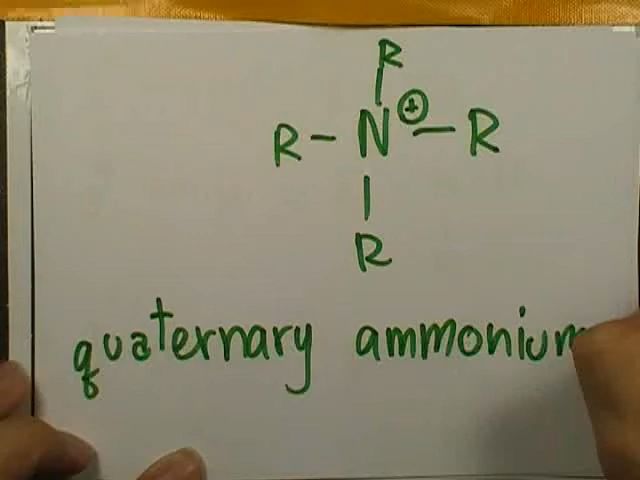 R
R - N ⊕ - R
R
quaternary ammonium